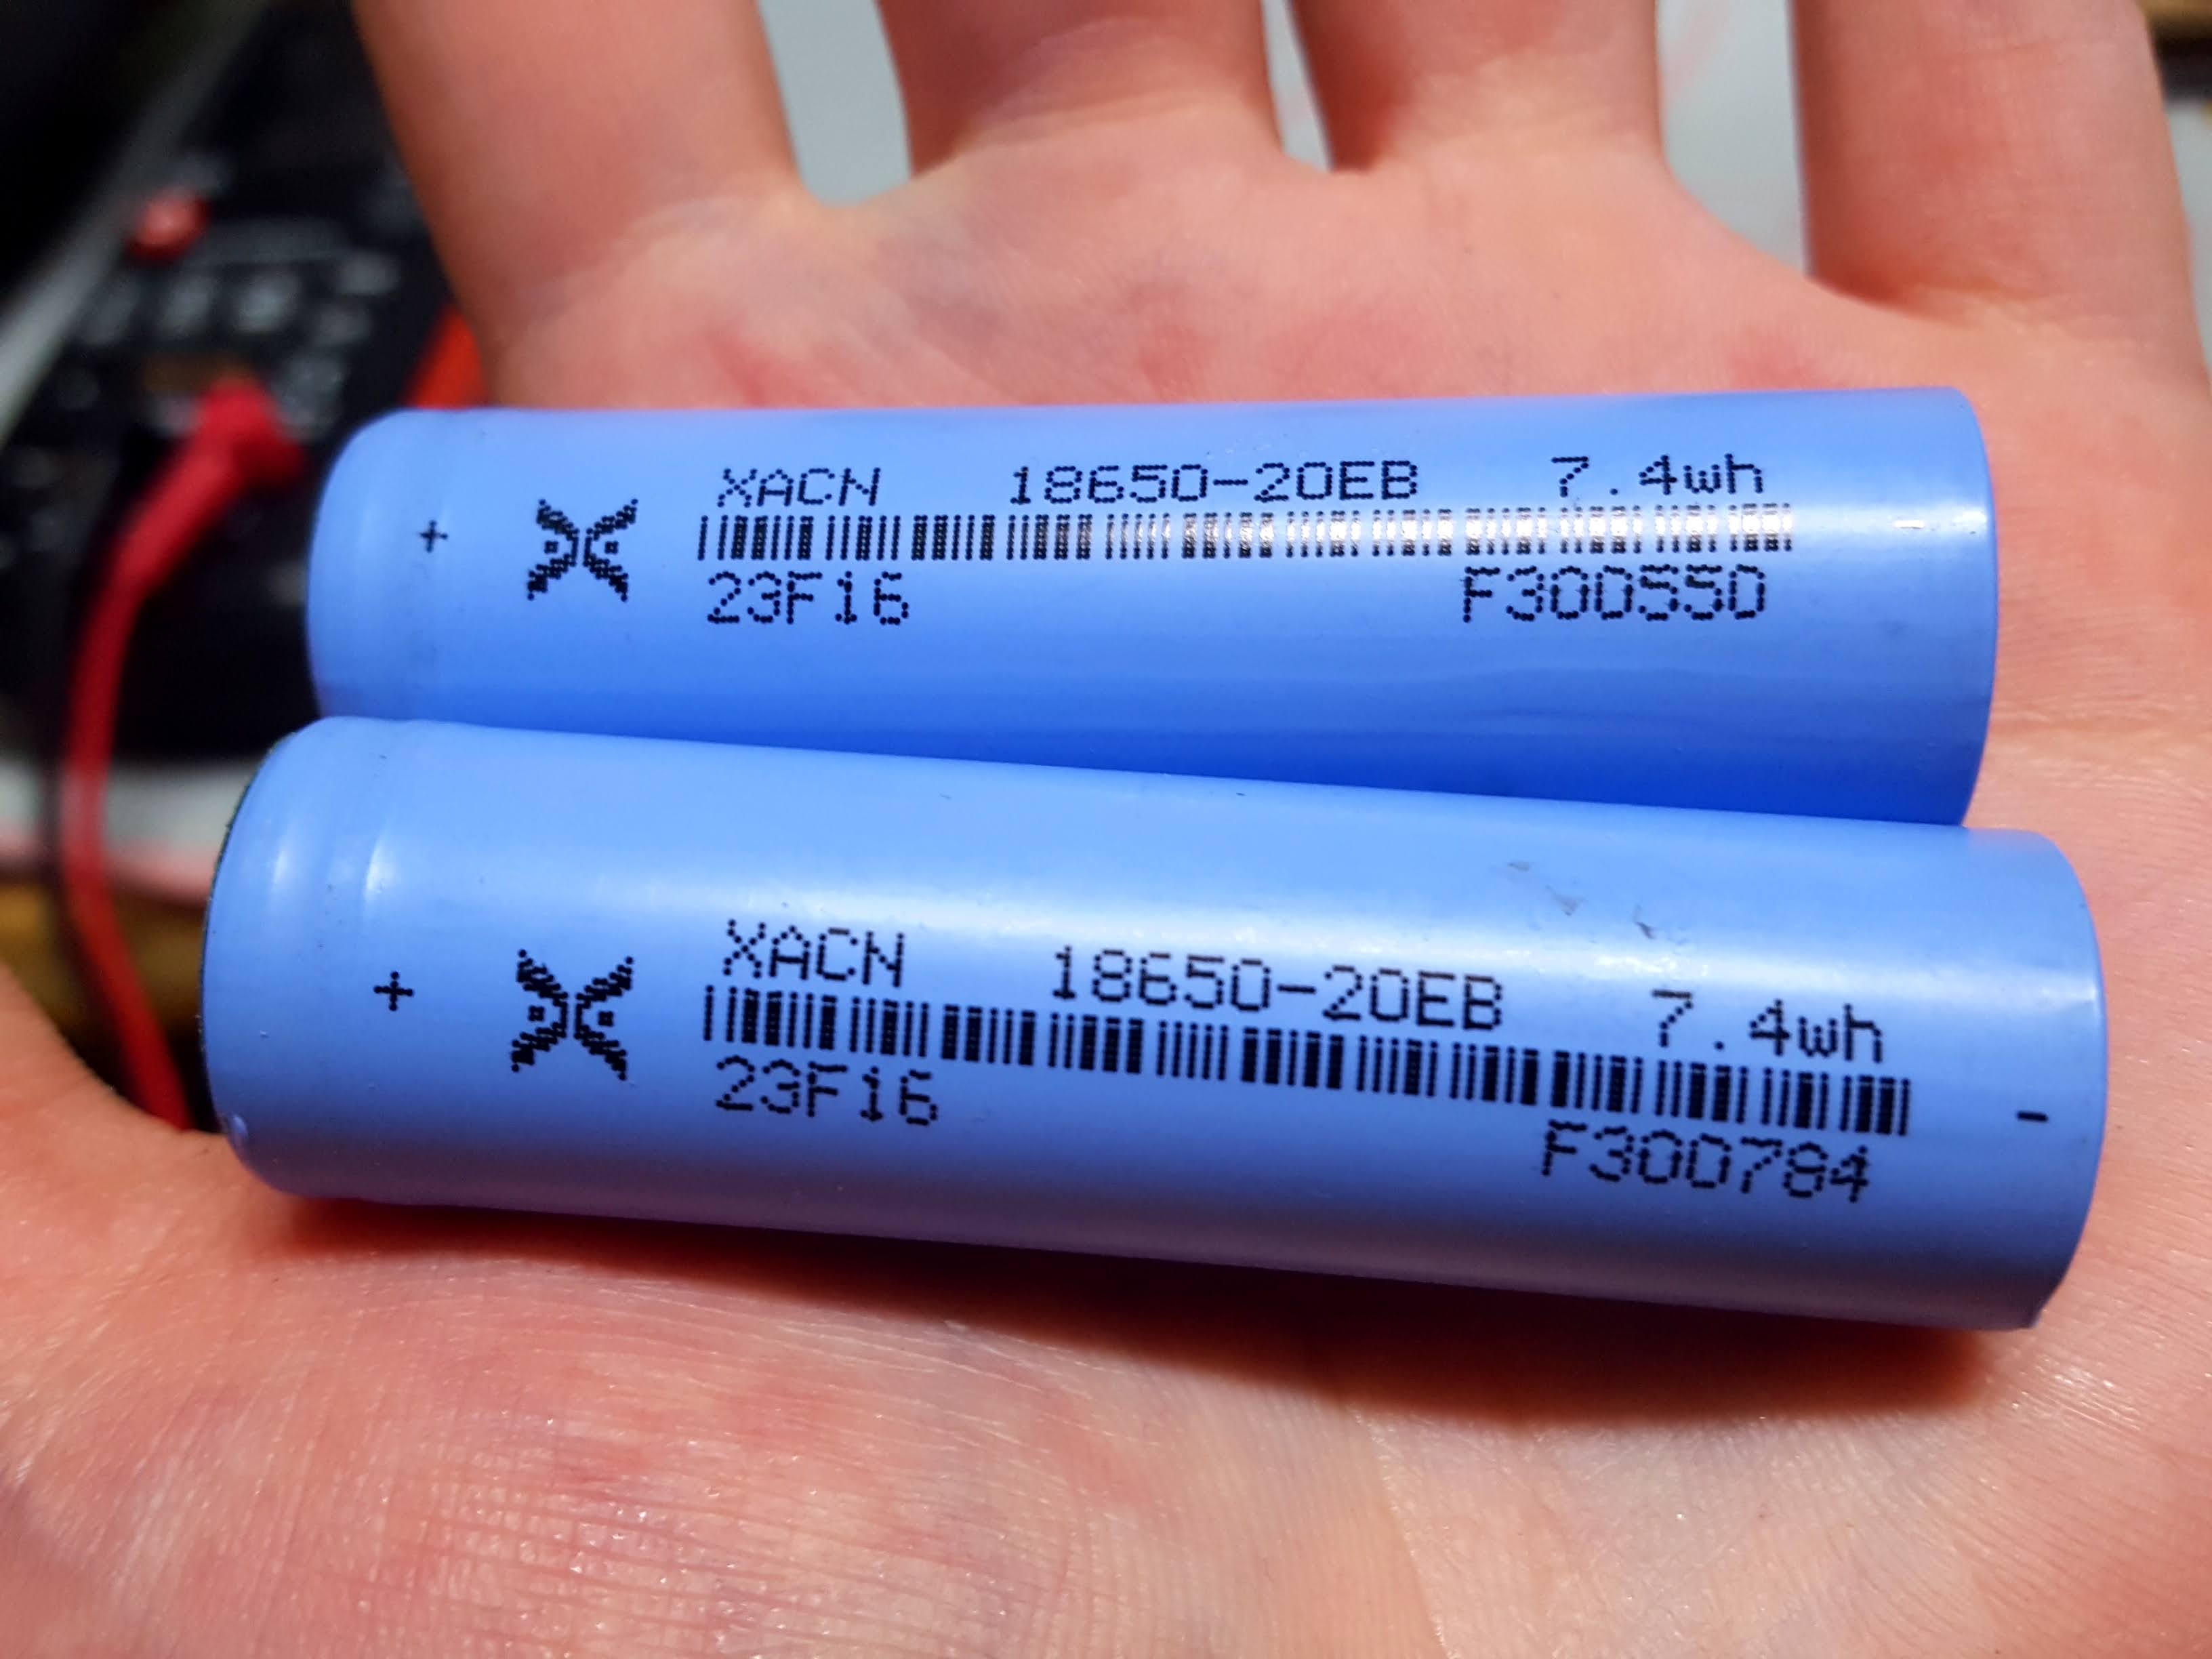 XACN 18650-20EB 7.4wh
+ -
23F16 F300550
XACN 18650-20EB 7.4wh
+ -
23F16 F300784